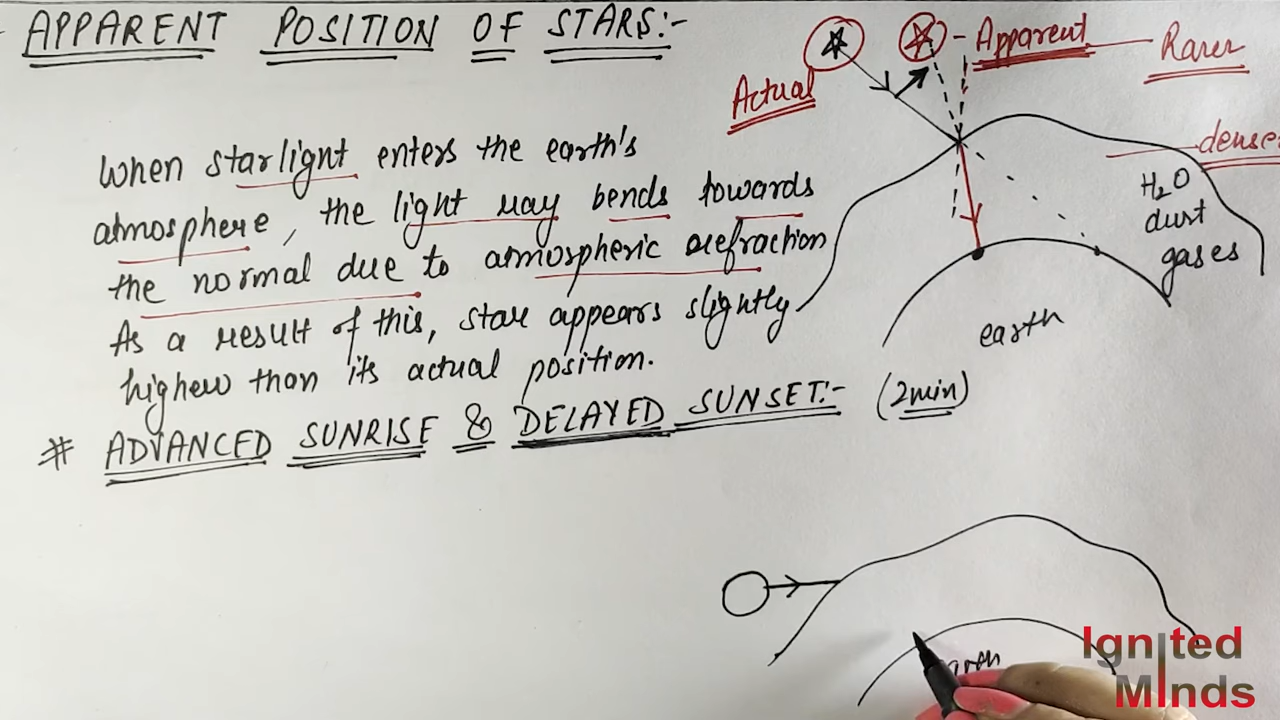 APPARENT POSITION OF STARS:-
Actual
- Apparent
Rarer
When starlight enters the earth's
atmosphere, the light ray bends towards
the normal due to atmospheric refraction
As a result of this, star appears slightly
higher than its actual position.
dense
H₂O
dust
gases
earth
# ADVANCED SUNRISE & DELAYED SUNSET:- (2min)
Ignited
Minds